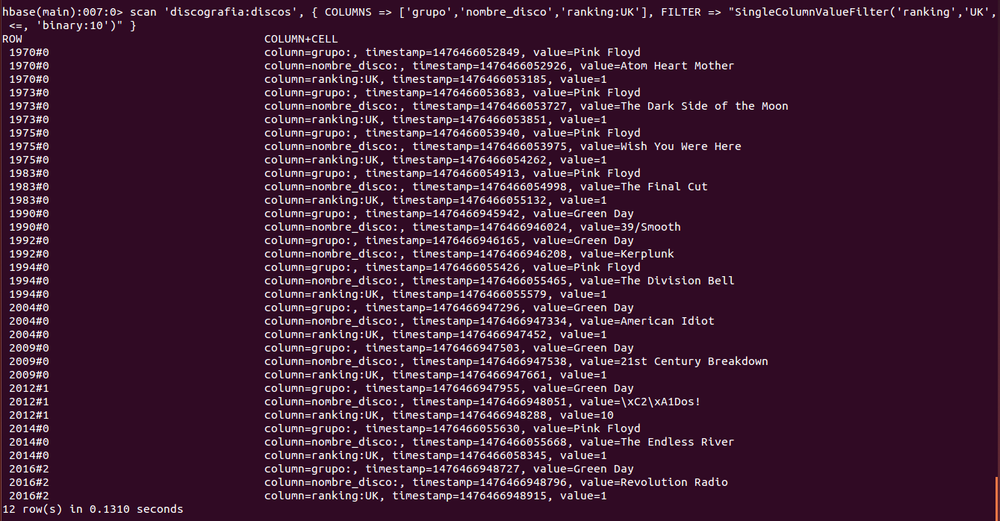 hbase(main):007:0> scan 'discografia:discos', { COLUMNS => ['grupo','nombre_disco','ranking:UK'], FILTER => "SingleColumnValueFilter('ranking','UK',
<=, 'binary:10')" }
ROW COLUMN+CELL
1970#0 column=grupo:, timestamp=1476466052849, value=Pink Floyd
1970#0 column=nombre_disco:, timestamp=1476466052926, value=Atom Heart Mother
1970#0 column=ranking:UK, timestamp=1476466053185, value=1
1973#0 column=grupo:, timestamp=1476466053683, value=Pink Floyd
1973#0 column=nombre_disco:, timestamp=1476466053727, value=The Dark Side of the Moon
1973#0 column=ranking:UK, timestamp=1476466053851, value=1
1975#0 column=grupo:, timestamp=1476466053940, value=Pink Floyd
1975#0 column=nombre_disco:, timestamp=1476466053975, value=Wish You Were Here
1975#0 column=ranking:UK, timestamp=1476466054262, value=1
1983#0 column=grupo:, timestamp=1476466054913, value=Pink Floyd
1983#0 column=nombre_disco:, timestamp=1476466054998, value=The Final Cut
1983#0 column=ranking:UK, timestamp=1476466055132, value=1
1990#0 column=grupo:, timestamp=1476466945942, value=Green Day
1990#0 column=nombre_disco:, timestamp=1476466946024, value=39/Smooth
1992#0 column=grupo:, timestamp=1476466946165, value=Green Day
1992#0 column=nombre_disco:, timestamp=1476466946208, value=Kerplunk
1994#0 column=grupo:, timestamp=1476466055426, value=Pink Floyd
1994#0 column=nombre_disco:, timestamp=1476466055465, value=The Division Bell
1994#0 column=ranking:UK, timestamp=1476466055579, value=1
2004#0 column=grupo:, timestamp=1476466947296, value=Green Day
2004#0 column=nombre_disco:, timestamp=1476466947334, value=American Idiot
2004#0 column=ranking:UK, timestamp=1476466947452, value=1
2009#0 column=grupo:, timestamp=1476466947503, value=Green Day
2009#0 column=nombre_disco:, timestamp=1476466947538, value=21st Century Breakdown
2009#0 column=ranking:UK, timestamp=1476466947661, value=1
2012#1 column=grupo:, timestamp=1476466947955, value=Green Day
2012#1 column=nombre_disco:, timestamp=1476466948051, value=\xC2\xA1Dos!
2012#1 column=ranking:UK, timestamp=1476466948288, value=10
2014#0 column=grupo:, timestamp=1476466055630, value=Pink Floyd
2014#0 column=nombre_disco:, timestamp=1476466055668, value=The Endless River
2014#0 column=ranking:UK, timestamp=1476466058345, value=1
2016#2 column=grupo:, timestamp=1476466948727, value=Green Day
2016#2 column=nombre_disco:, timestamp=1476466948796, value=Revolution Radio
2016#2 column=ranking:UK, timestamp=1476466948915, value=1
12 row(s) in 0.1310 seconds